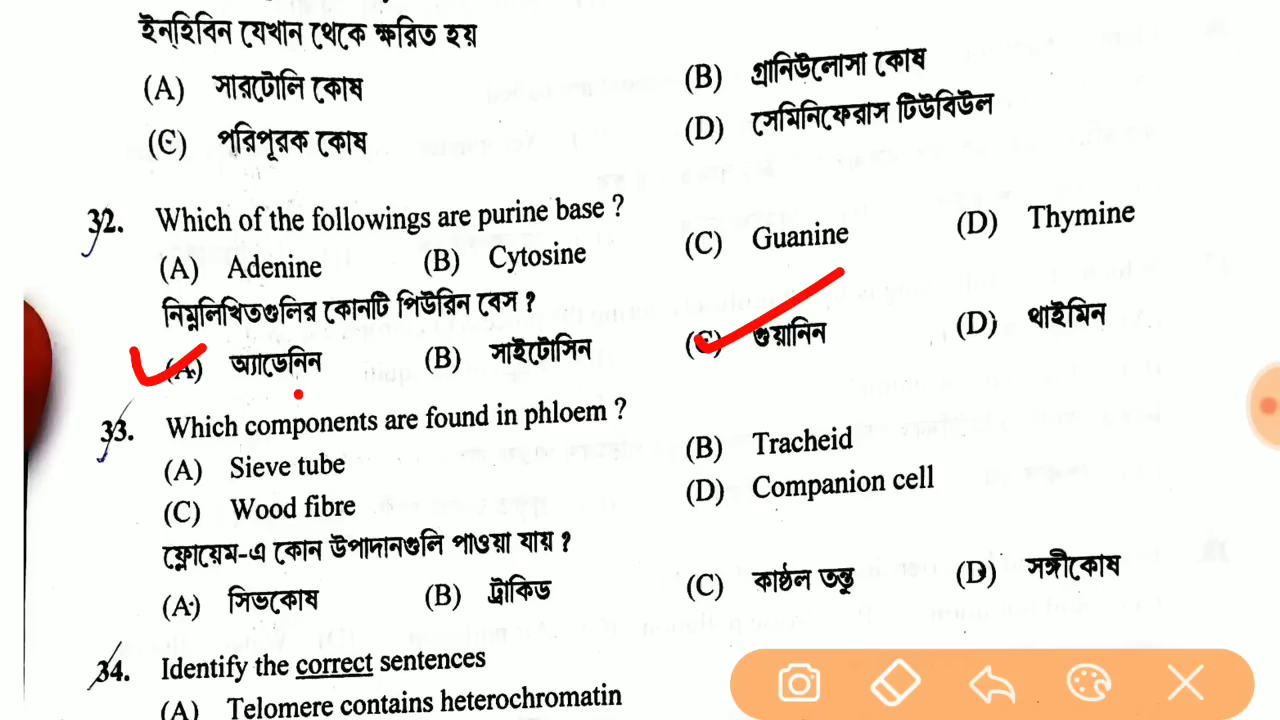 ইনহিবিন যেখান থেকে ক্ষরিত হয়
(A) সারটোলি কোষ (B) গ্রানিউলোসা কোষ
(C) পরিপূরক কোষ (D) সেমিনিফেরাস টিউবিউল
32. Which of the followings are purine base ?
(A) Adenine (B) Cytosine (C) Guanine (D) Thymine
নিম্নলিখিতগুলির কোনটি পিউরিন বেস ?
(A) অ্যাডেনিন (B) সাইটোসিন (C) গুয়ানিন (D) থাইমিন
33. Which components are found in phloem ?
(A) Sieve tube (B) Tracheid
(C) Wood fibre (D) Companion cell
ফ্লোয়েম-এ কোন উপাদানগুলি পাওয়া যায় ?
(A) সিভকোষ (B) ট্রাকিড (C) কাষ্ঠল তন্তু (D) সঙ্গীকোষ
34. Identify the correct sentences
(A) Telomere contains heterochromatin